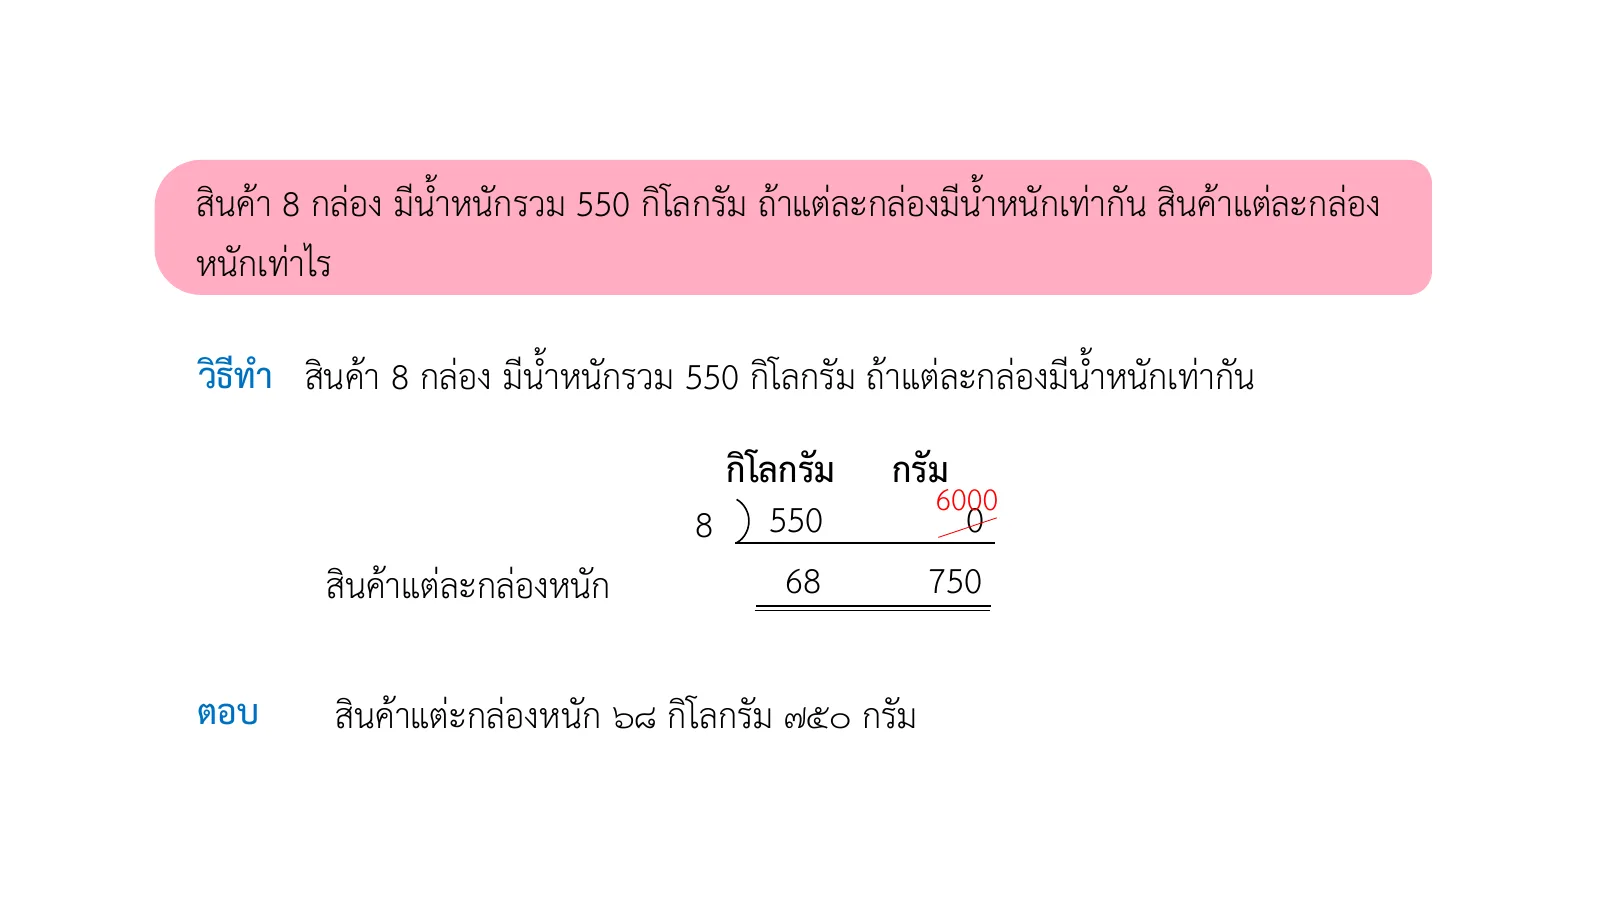 สินค้า 8 กล่อง มีน้ำหนักรวม 550 กิโลกรัม ถ้าแต่ละกล่องมีน้ำหนักเท่ากัน สินค้าแต่ละกล่อง
หนักเท่าไร
วิธีทำ สินค้า 8 กล่อง มีน้ำหนักรวม 550 กิโลกรัม ถ้าแต่ละกล่องมีน้ำหนักเท่ากัน
กิโลกรัม กรัม
6000
8 ) 550 0
สินค้าแต่ละกล่องหนัก 68 750
ตอบ สินค้าแต่ะกล่องหนัก ๖๘ กิโลกรัม ๗๕๐ กรัม